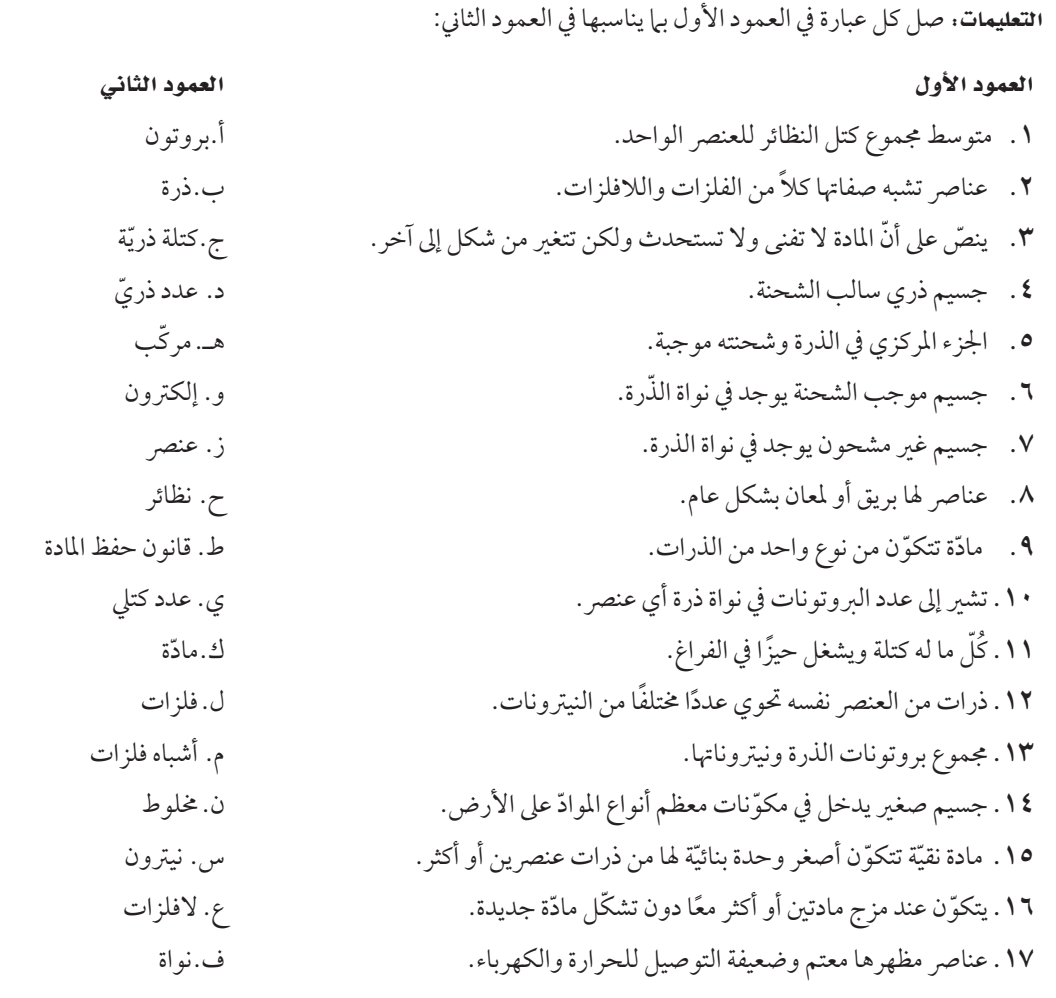 التعليمات: صل كل عبارة في العمود الأول بما يناسبها في العمود الثاني:
العمود الأول العمود الثاني
١. متوسط مجموع كتل النظائر للعنصر الواحد. أ.بروتون
٢. عناصر تشبه صفاتها كلاً من الفلزات واللافلزات. ب.ذرة
٣. ينصّ على أنّ المادة لا تفنى ولا تستحدث ولكن تتغير من شكل إلى آخر. ج.كتلة ذريّة
٤. جسيم ذري سالب الشحنة. د. عدد ذريّ
٥. الجزء المركزي في الذرة وشحنته موجبة. هـ.مركّب
٦. جسيم موجب الشحنة يوجد في نواة الذّرة. و. إلكترون
٧. جسيم غير مشحون يوجد في نواة الذرة. ز. عنصر
٨. عناصر لها بريق أو لمعان بشكل عام. ح. نظائر
٩. مادّة تتكوّن من نوع واحد من الذرات. ط. قانون حفظ المادة
١٠. تشير إلى عدد البروتونات في نواة ذرة أي عنصر. ي. عدد كتلي
١١. كُلّ ما له كتلة ويشغل حيزًا في الفراغ. ك.مادّة
١٢. ذرات من العنصر نفسه تحوي عددًا مختلفًا من النيترونات. ل. فلزات
١٣. مجموع بروتونات الذرة ونيتروناتها. م. أشباه فلزات
١٤. جسيم صغير يدخل في مكوّنات معظم أنواع الموادّ على الأرض. ن. مخلوط
١٥. مادة نقيّة تتكوّن أصغر وحدة بنائيّة لها من ذرات عنصرين أو أكثر. س. نيترون
١٦. يتكوّن عند مزج مادتين أو أكثر معًا دون تشكّل مادّة جديدة. ع. لافلزات
١٧. عناصر مظهرها معتم وضعيفة التوصيل للحرارة والكهرباء. ف.نواة